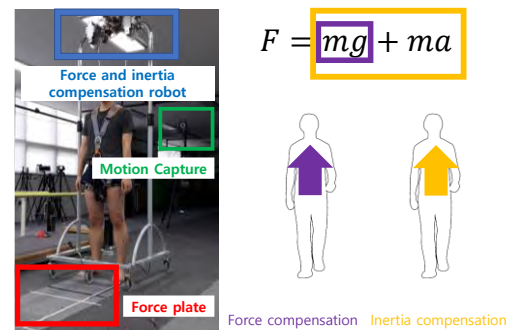 Force and inertia
compensation robot
Motion Capture
Force plate
F = mg + ma
Force compensation
Inertia compensation